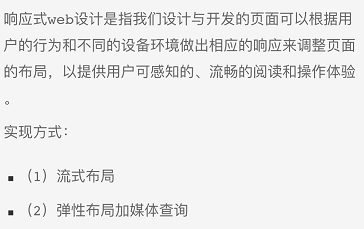 响应式web设计是指我们设计与开发的页面可以根据用
户的行为和不同的设备环境做出相应的响应来调整页面
的布局，以提供用户可感知的、流畅的阅读和操作体验
。
实现方式：
▪ （1）流式布局
▪ （2）弹性布局加媒体查询